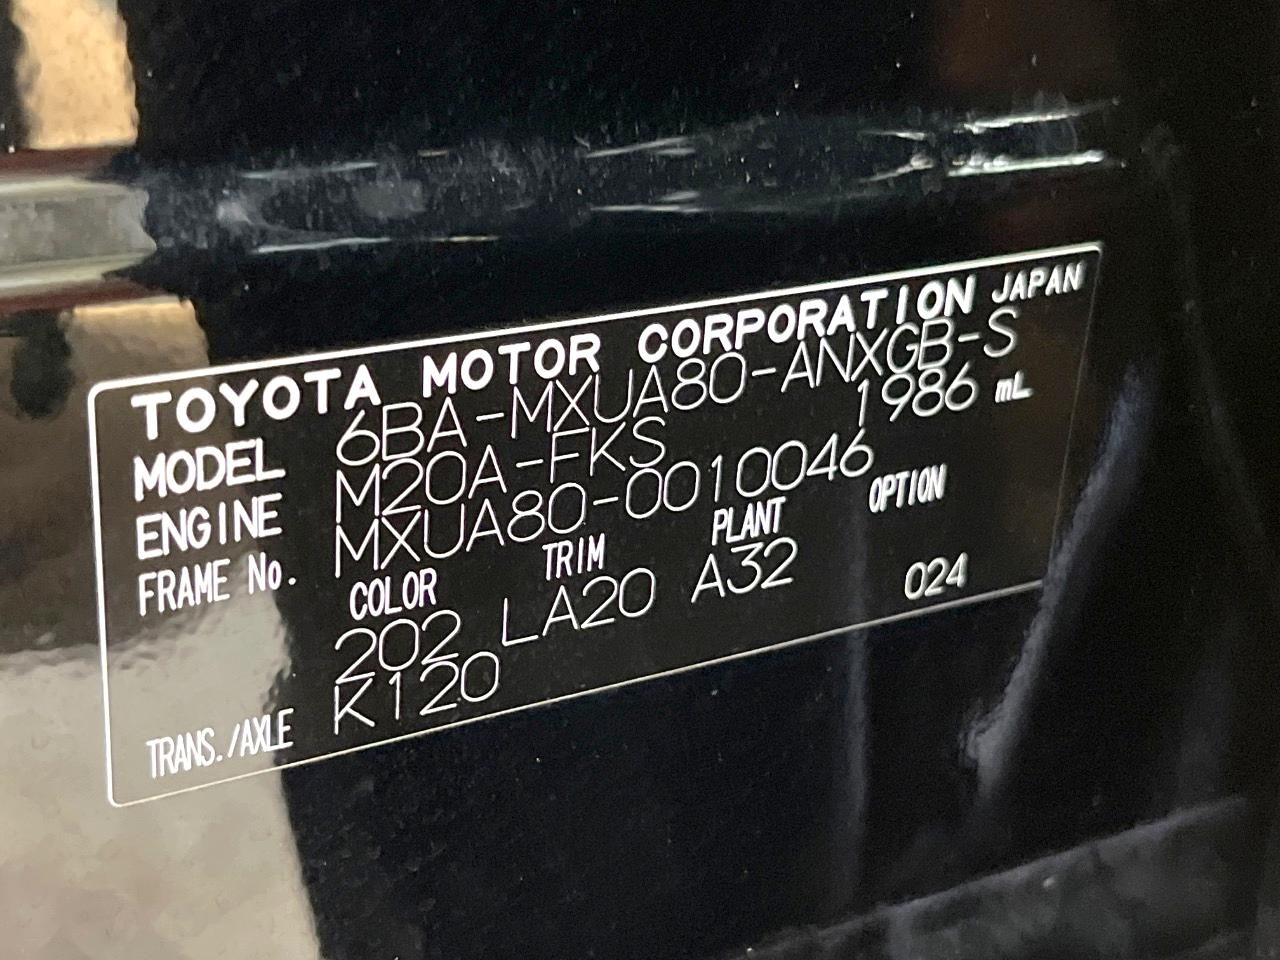 TOYOTA MOTOR CORPORATION JAPAN
MODEL 6BA-MXUA80-ANXGB-S
ENGINE M20A-FKS 1986 mL
FRAME No. MXUA80-0010046
COLOR TRIM PLANT OPTION
202 LA20 A32 024
TRANS./AXLE K120